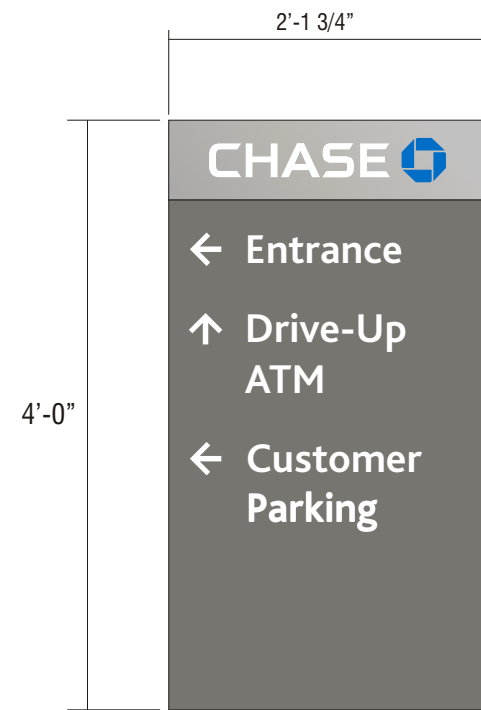 2’-1 3/4”
CHASE
← Entrance
↑ Drive-Up
ATM
4’-0”
← Customer
Parking